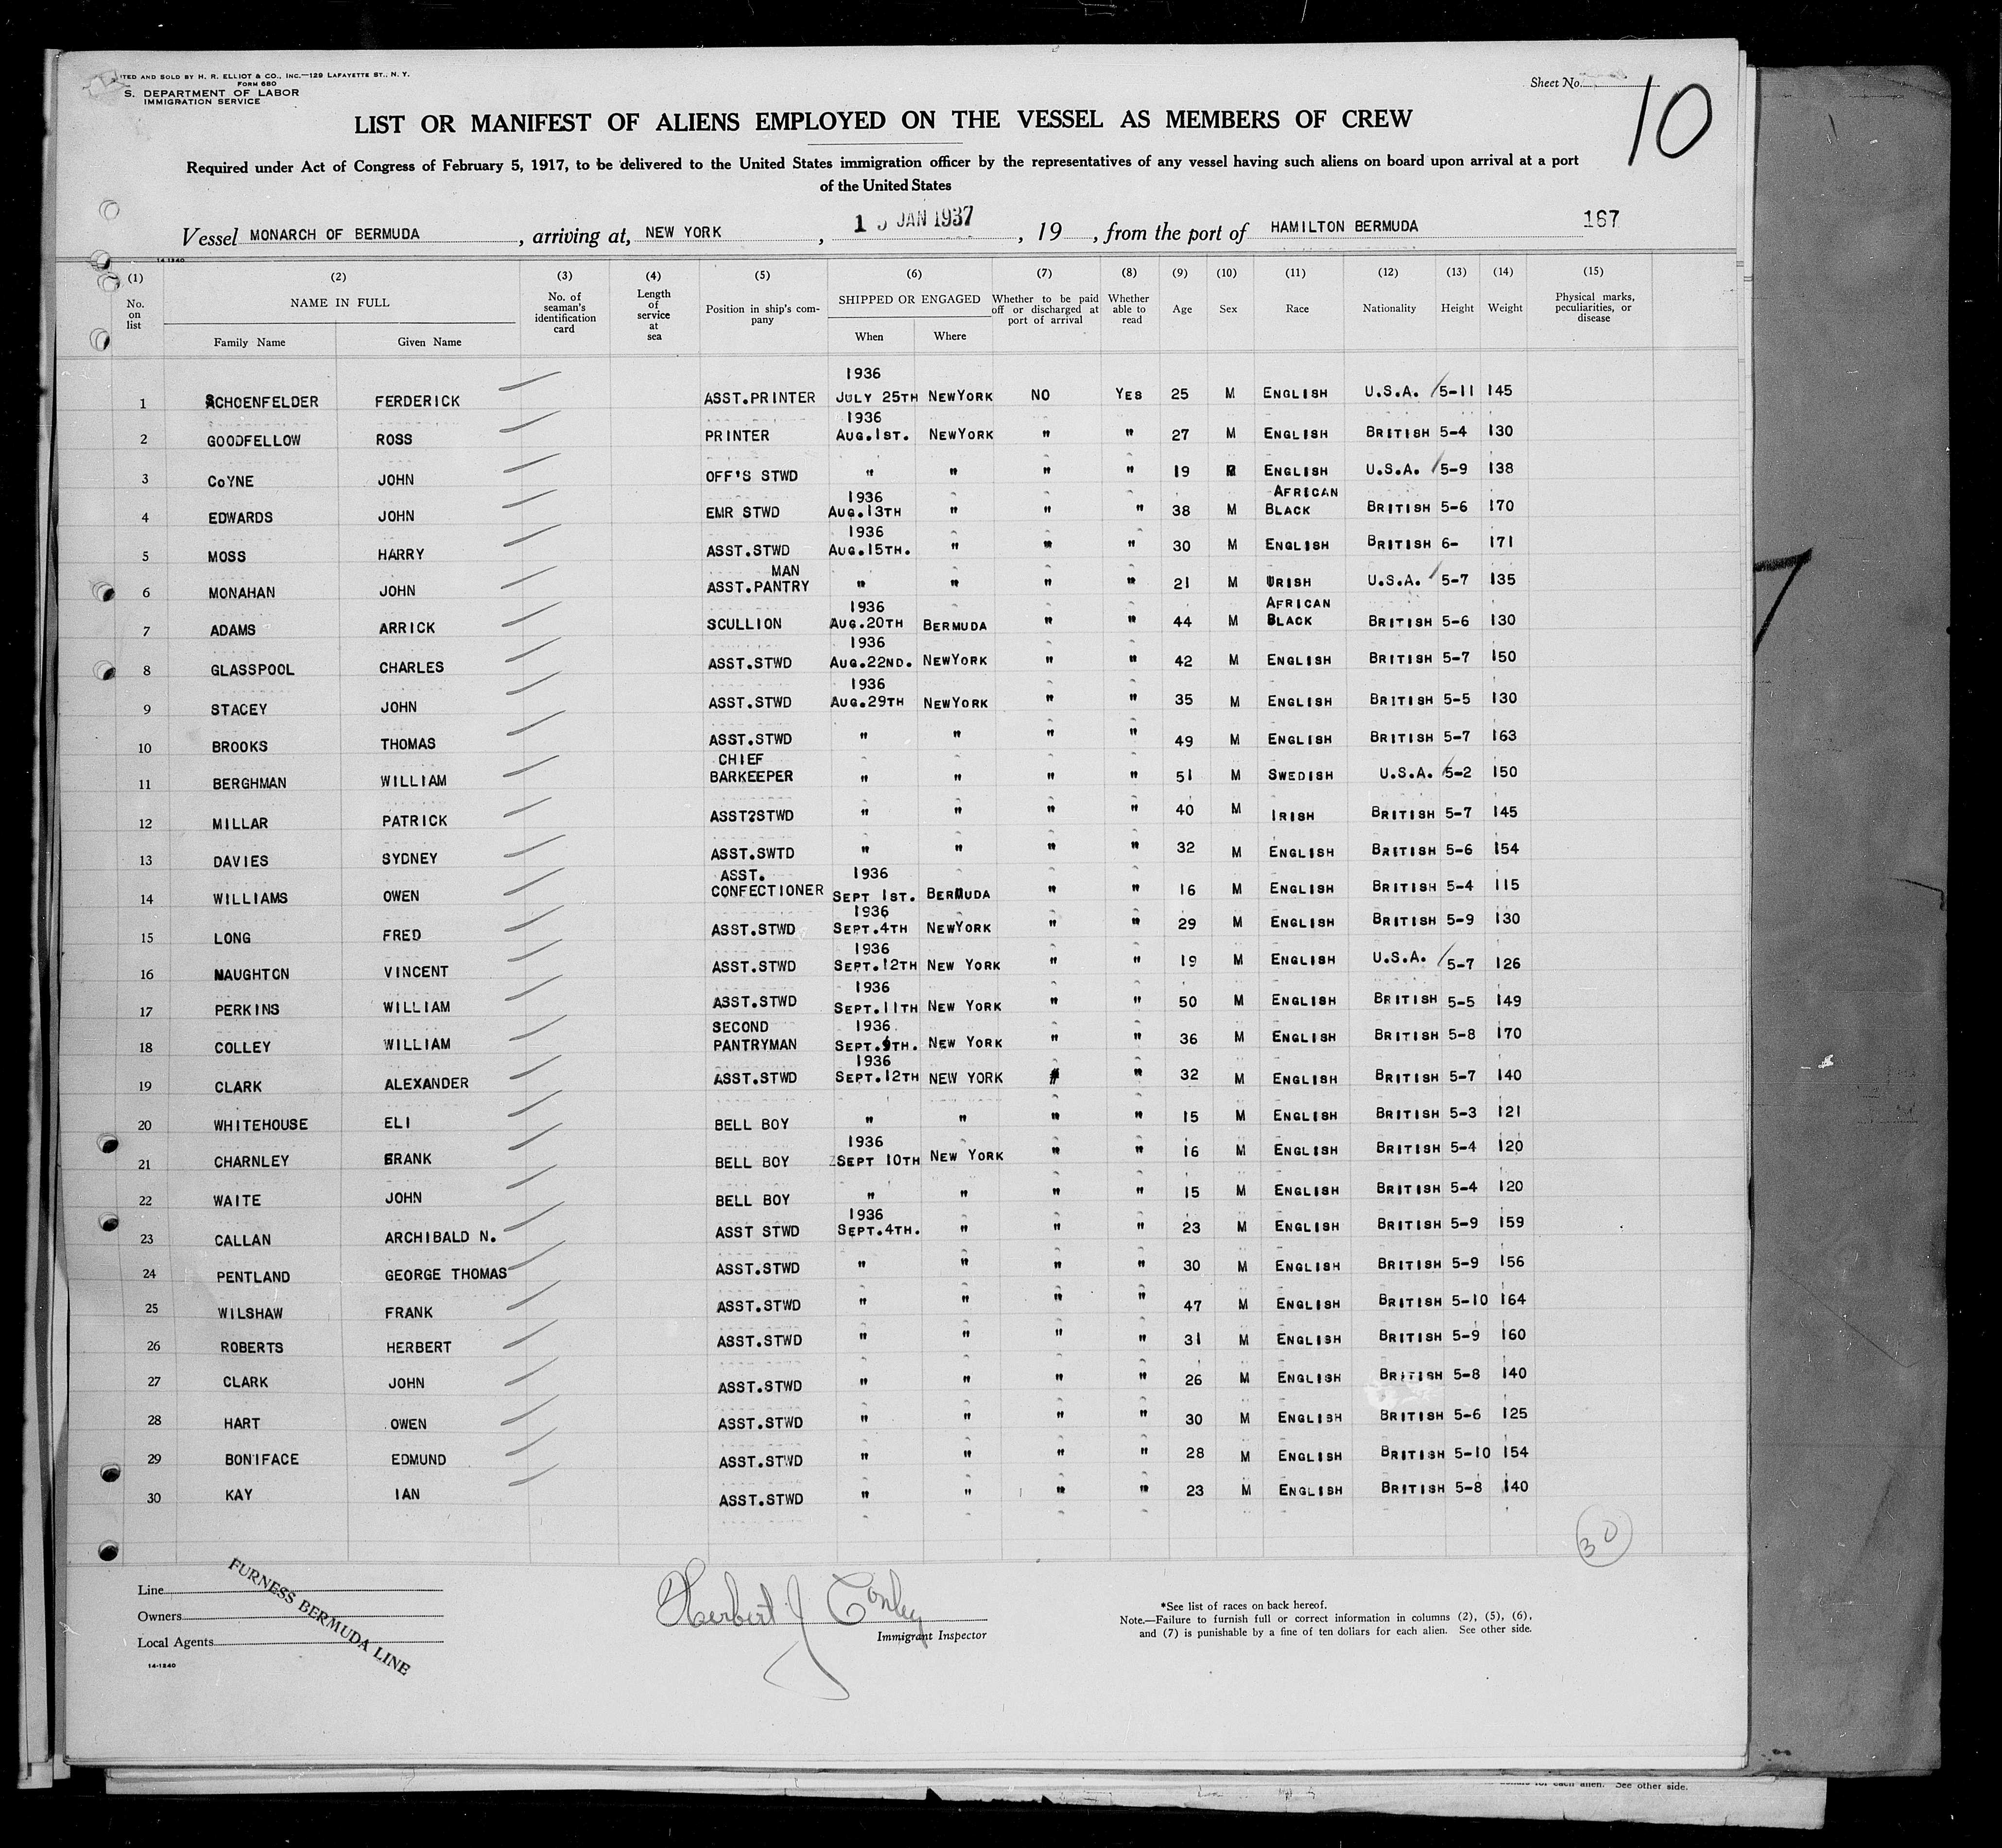 ITED AND SOLD BY H. R. ELLIOT & CO., INC.—129 LAFAYETTE ST., N. Y.
FORM 680
S. DEPARTMENT OF LABOR
IMMIGRATION SERVICE
Sheet No.
10
LIST OR MANIFEST OF ALIENS EMPLOYED ON THE VESSEL AS MEMBERS OF CREW
Required under Act of Congress of February 5, 1917, to be delivered to the United States immigration officer by the representatives of any vessel having such aliens on board upon arrival at a port
of the United States
Vessel MONARCH OF BERMUDA, arriving at, NEW YORK, JAN 1937, 19, from the port of HAMILTON BERMUDA 167
14-1240
(1) (2) (3) (4) (5) (6) (7) (8) (9) (10) (11) (12) (13) (14) (15)
No. on list NAME IN FULL Family Name Given Name No. of seaman's identification card Length of service at sea Position in ship's company SHIPPED OR ENGAGED When Where Whether to be paid off or discharged at port of arrival Whether able to read Age Sex Race Nationality Height Weight Physical marks, peculiarities, or disease
1 SCHOENFELDER FERDERICK ASST.PRINTER 1936 JULY 25TH NEWYORK NO YES 25 M ENGLISH U.S.A. 5-11 145
2 GOODFELLOW ROSS PRINTER 1936 AUG.1ST. NEWYORK " " 27 M ENGLISH BRITISH 5-4 130
3 COYNE JOHN OFF'S STWD " " " " 19 M ENGLISH U.S.A. 5-9 138
4 EDWARDS JOHN EMR STWD 1936 AUG.13TH " " " 38 M AFRICAN BLACK BRITISH 5-6 170
5 MOSS HARRY ASST.STWD 1936 AUG.15TH. " " " 30 M ENGLISH BRITISH 6- 171
6 MONAHAN JOHN ASST.PANTRY MAN " " " " 21 M IRISH U.S.A. 5-7 135
7 ADAMS ARRICK SCULLION 1936 AUG.20TH BERMUDA " " 44 M AFRICAN BLACK BRITISH 5-6 130
8 GLASSPOOL CHARLES ASST.STWD 1936 AUG.22ND. NEWYORK " " 42 M ENGLISH BRITISH 5-7 150
9 STACEY JOHN ASST.STWD 1936 AUG.29TH NEWYORK " " 35 M ENGLISH BRITISH 5-5 130
10 BROOKS THOMAS ASST.STWD " " " " 49 M ENGLISH BRITISH 5-7 163
11 BERGHMAN WILLIAM CHIEF BARKEEPER " " " " 51 M SWEDISH U.S.A. 5-2 150
12 MILLAR PATRICK ASST?STWD " " " " 40 M IRISH BRITISH 5-7 145
13 DAVIES SYDNEY ASST.SWTD " " " " 32 M ENGLISH BRITISH 5-6 154
14 WILLIAMS OWEN ASST. CONFECTIONER 1936 SEPT 1ST. BERMUDA " " 16 M ENGLISH BRITISH 5-4 115
15 LONG FRED ASST.STWD 1936 SEPT.4TH NEWYORK " " 29 M ENGLISH BRITISH 5-9 130
16 NAUGHTON VINCENT ASST.STWD 1936 SEPT.12TH NEW YORK " " 19 M ENGLISH U.S.A. 5-7 126
17 PERKINS WILLIAM ASST.STWD 1936 SEPT.11TH NEW YORK " " 50 M ENGLISH BRITISH 5-5 149
18 COLLEY WILLIAM SECOND PANTRYMAN 1936 SEPT.9TH. NEW YORK " " 36 M ENGLISH BRITISH 5-8 170
19 CLARK ALEXANDER ASST.STWD 1936 SEPT.12TH NEW YORK " " 32 M ENGLISH BRITISH 5-7 140
20 WHITEHOUSE ELI BELL BOY " " " " 15 M ENGLISH BRITISH 5-3 121
21 CHARNLEY FRANK BELL BOY 1936 SEPT 10TH NEW YORK " " 16 M ENGLISH BRITISH 5-4 120
22 WAITE JOHN BELL BOY " " " " 15 M ENGLISH BRITISH 5-4 120
23 CALLAN ARCHIBALD N. ASST STWD 1936 SEPT.4TH. " " " 23 M ENGLISH BRITISH 5-9 159
24 PENTLAND GEORGE THOMAS ASST.STWD " " " " 30 M ENGLISH BRITISH 5-9 156
25 WILSHAW FRANK ASST.STWD " " " " 47 M ENGLISH BRITISH 5-10 164
26 ROBERTS HERBERT ASST.STWD " " " " 31 M ENGLISH BRITISH 5-9 160
27 CLARK JOHN ASST.STWD " " " " 26 M ENGLISH BRITISH 5-8 140
28 HART OWEN ASST.STWD " " " " 30 M ENGLISH BRITISH 5-6 125
29 BONIFACE EDMUND ASST.STWD " " " " 28 M ENGLISH BRITISH 5-10 154
30 KAY IAN ASST.STWD " " " " 23 M ENGLISH BRITISH 5-8 140
30
Line
Owners
Local Agents
FURNESS BERMUDA LINE
14-1240
Herbert J Conley
Immigrant Inspector
*See list of races on back hereof.
Note.—Failure to furnish full or correct information in columns (2), (5), (6),
and (7) is punishable by a fine of ten dollars for each alien. See other side.
for each alien. See other side.